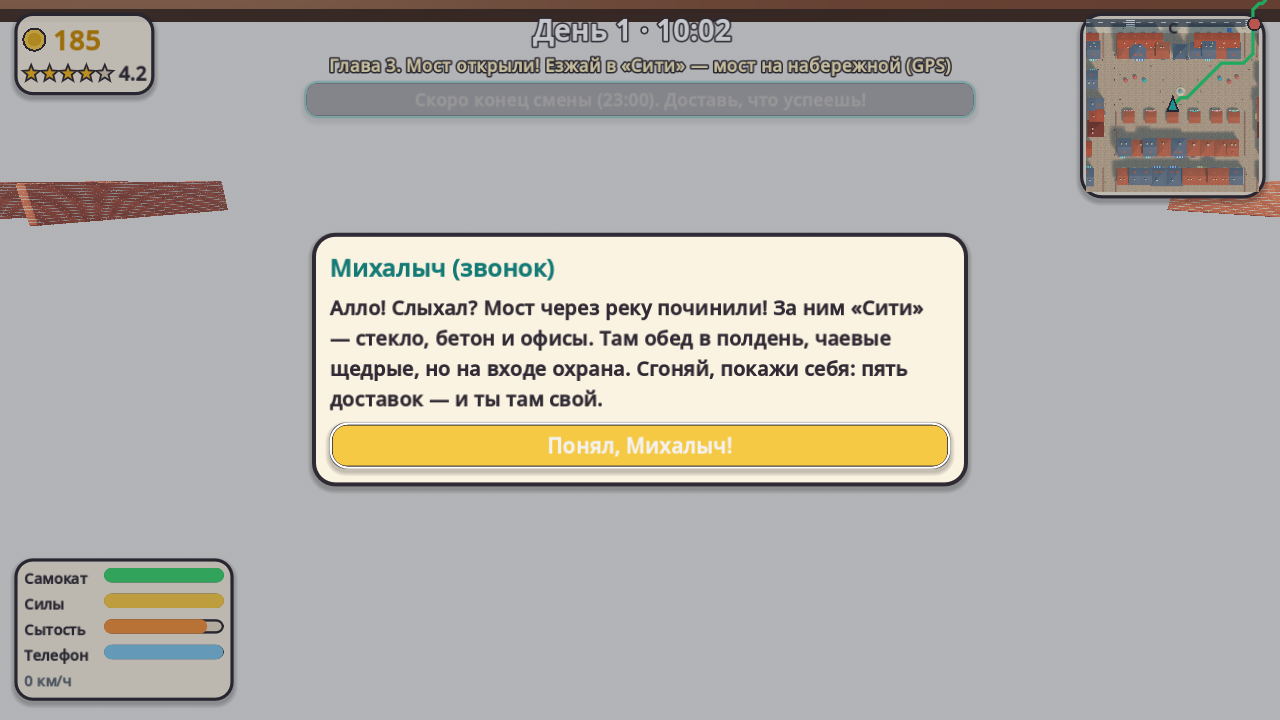 185
4.2
День 1 • 10:02
Глава 3. Мост открыли! Езжай в «Сити» — мост на набережной (GPS)
Скоро конец смены (23:00). Доставь, что успеешь!
С
Михалыч (звонок)
Алло! Слыхал? Мост через реку починили! За ним «Сити»
— стекло, бетон и офисы. Там обед в полдень, чаевые
щедрые, но на входе охрана. Сгоняй, покажи себя: пять
доставок — и ты там свой.
Понял, Михалыч!
Самокат
Силы
Сытость
Телефон
0 км/ч